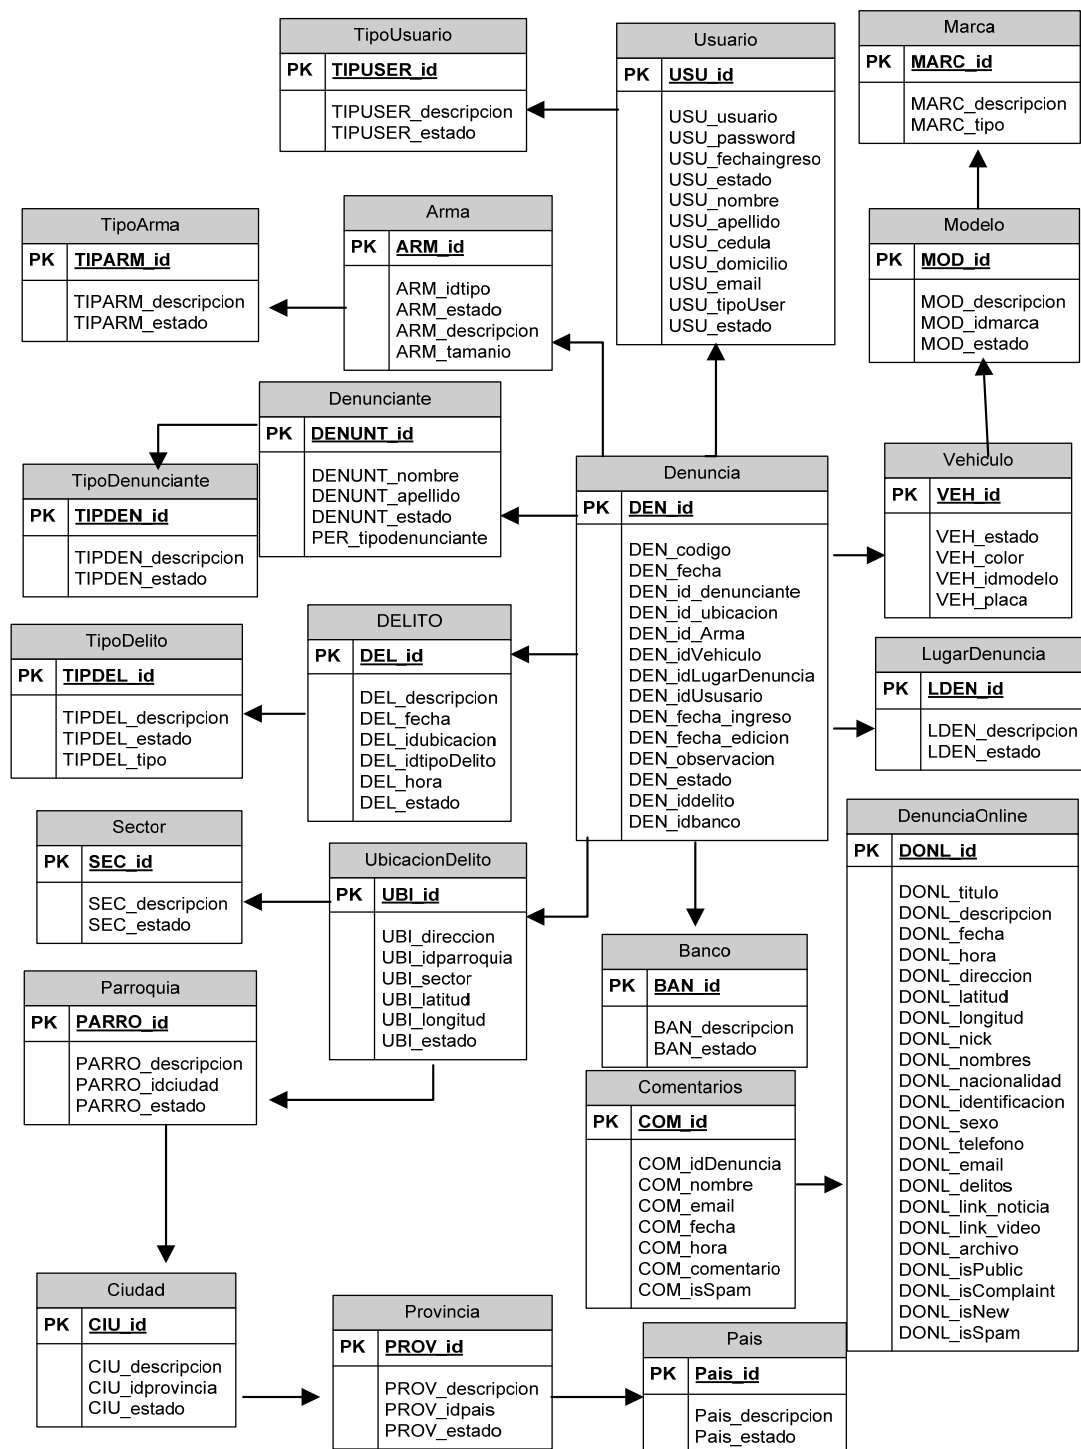 TipoUsuario
PK TIPUSER_id
TIPUSER_descripcion
TIPUSER_estado
Usuario
PK USU_id
USU_usuario
USU_password
USU_fechaingreso
USU_estado
USU_nombre
USU_apellido
USU_cedula
USU_domicilio
USU_email
USU_tipoUser
USU_estado
Marca
PK MARC_id
MARC_descripcion
MARC_tipo
TipoArma
PK TIPARM_id
TIPARM_descripcion
TIPARM_estado
Arma
PK ARM_id
ARM_idtipo
ARM_estado
ARM_descripcion
ARM_tamanio
Modelo
PK MOD_id
MOD_descripcion
MOD_idmarca
MOD_estado
Denunciante
PK DENUNT_id
DENUNT_nombre
DENUNT_apellido
DENUNT_estado
PER_tipodenunciante
TipoDenunciante
PK TIPDEN_id
TIPDEN_descripcion
TIPDEN_estado
Denuncia
PK DEN_id
DEN_codigo
DEN_fecha
DEN_id_denunciante
DEN_id_ubicacion
DEN_id_Arma
DEN_idVehiculo
DEN_idLugarDenuncia
DEN_idUsusario
DEN_fecha_ingreso
DEN_fecha_edicion
DEN_observacion
DEN_estado
DEN_iddelito
DEN_idbanco
Vehiculo
PK VEH_id
VEH_estado
VEH_color
VEH_idmodelo
VEH_placa
TipoDelito
PK TIPDEL_id
TIPDEL_descripcion
TIPDEL_estado
TIPDEL_tipo
DELITO
PK DEL_id
DEL_descripcion
DEL_fecha
DEL_idubicacion
DEL_idtipoDelito
DEL_hora
DEL_estado
LugarDenuncia
PK LDEN_id
LDEN_descripcion
LDEN_estado
Sector
PK SEC_id
SEC_descripcion
SEC_estado
UbicacionDelito
PK UBI_id
UBI_direccion
UBI_idparroquia
UBI_sector
UBI_latitud
UBI_longitud
UBI_estado
DenunciaOnline
PK DONL_id
DONL_titulo
DONL_descripcion
DONL_fecha
DONL_hora
DONL_direccion
DONL_latitud
DONL_longitud
DONL_nick
DONL_nombres
DONL_nacionalidad
DONL_identificacion
DONL_sexo
DONL_telefono
DONL_email
DONL_delitos
DONL_link_noticia
DONL_link_video
DONL_archivo
DONL_isPublic
DONL_isComplaint
DONL_isNew
DONL_isSpam
Banco
PK BAN_id
BAN_descripcion
BAN_estado
Parroquia
PK PARRO_id
PARRO_descripcion
PARRO_idciudad
PARRO_estado
Comentarios
PK COM_id
COM_idDenuncia
COM_nombre
COM_email
COM_fecha
COM_hora
COM_comentario
COM_isSpam
Ciudad
PK CIU_id
CIU_descripcion
CIU_idprovincia
CIU_estado
Provincia
PK PROV_id
PROV_descripcion
PROV_idpais
PROV_estado
Pais
PK Pais_id
Pais_descripcion
Pais_estado